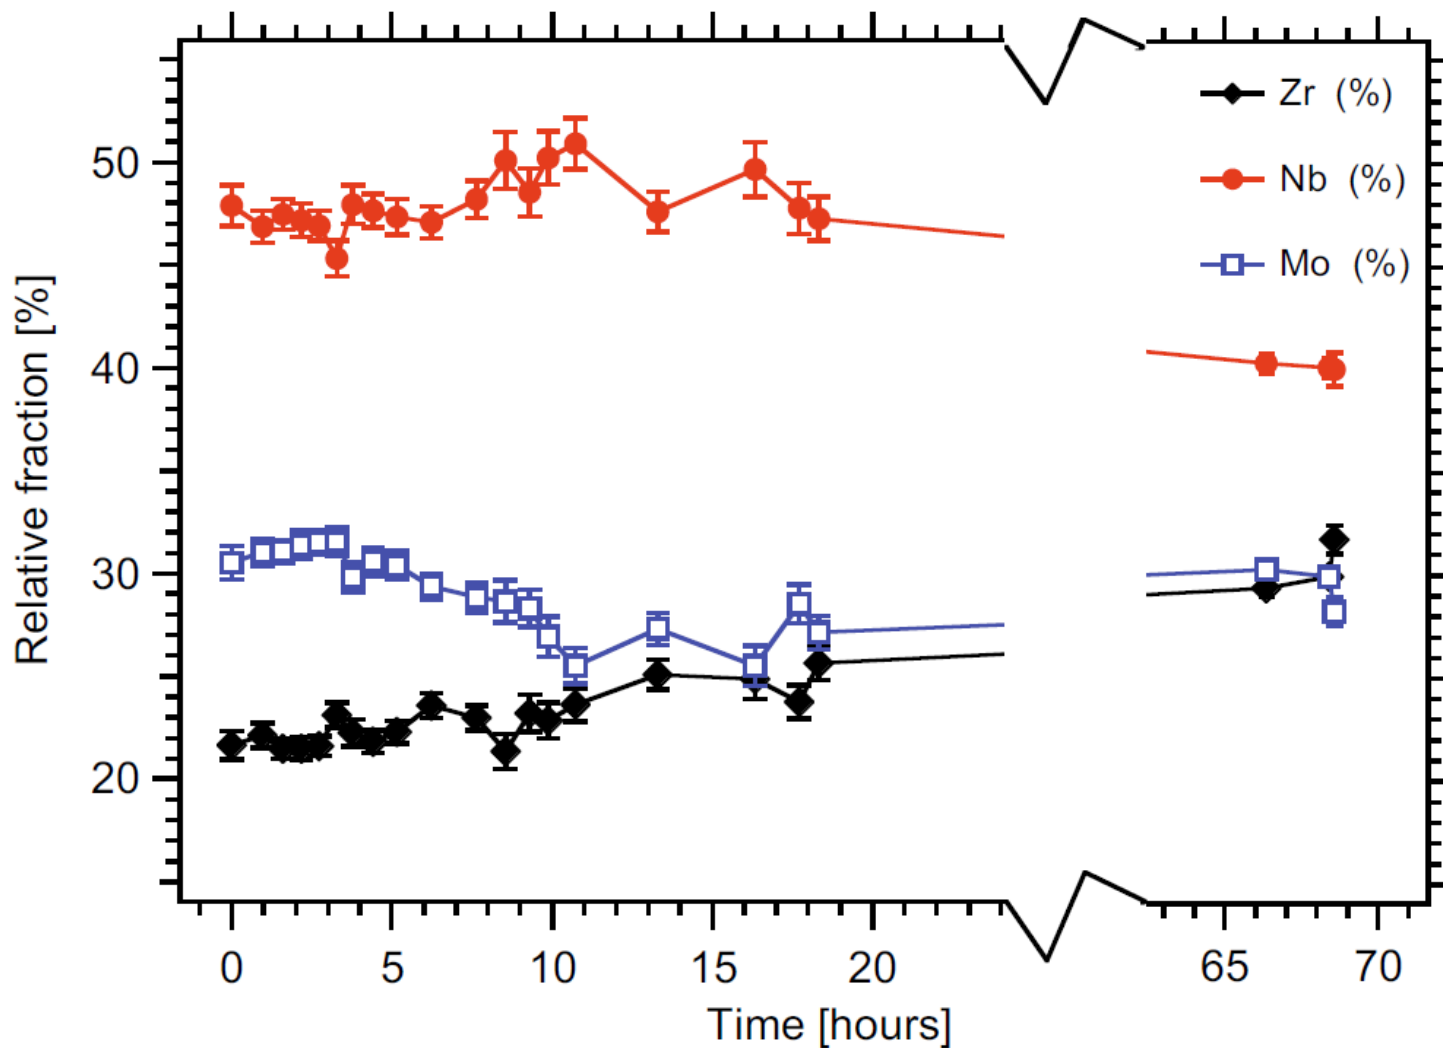 Zr (%)
Nb (%)
Mo (%)
50
40
30
20
Relative fraction [%]
0 5 10 15 20 65 70
Time [hours]